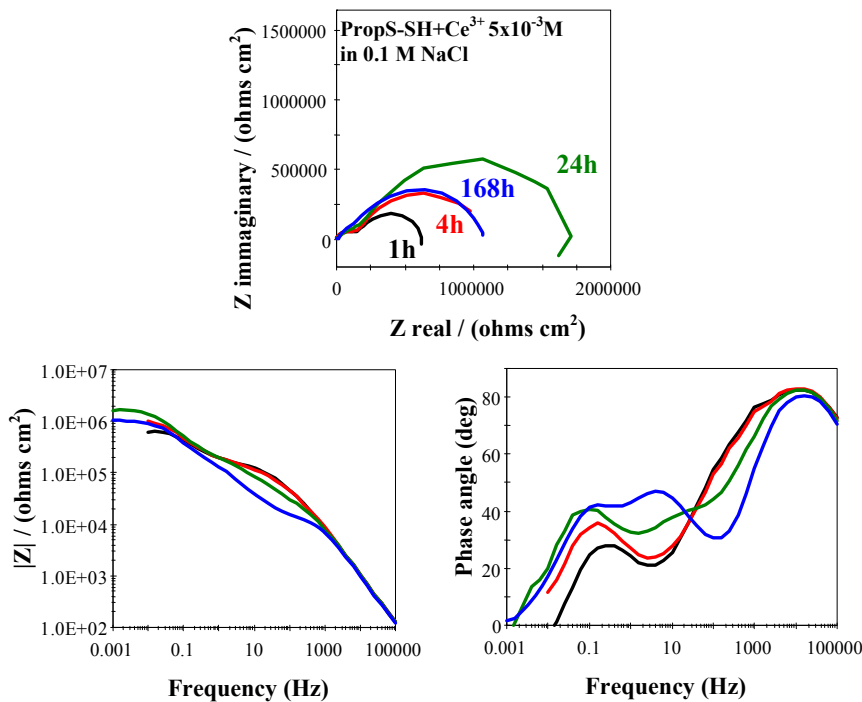 PropS-SH+Ce³⁺ 5x10⁻³M
in 0.1 M NaCl
1500000
1000000
500000
0
Z immaginary / (ohms cm²)
24h
168h
4h
1h
0
1000000
2000000
Z real / (ohms cm²)
1.0E+07
1.0E+06
1.0E+05
1.0E+04
1.0E+03
1.0E+02
|Z| / (ohms cm²)
0.001 0.1 10 1000 100000
Frequency (Hz)
80
60
40
20
0
Phase angle (deg)
0.001 0.1 10 1000 100000
Frequency (Hz)